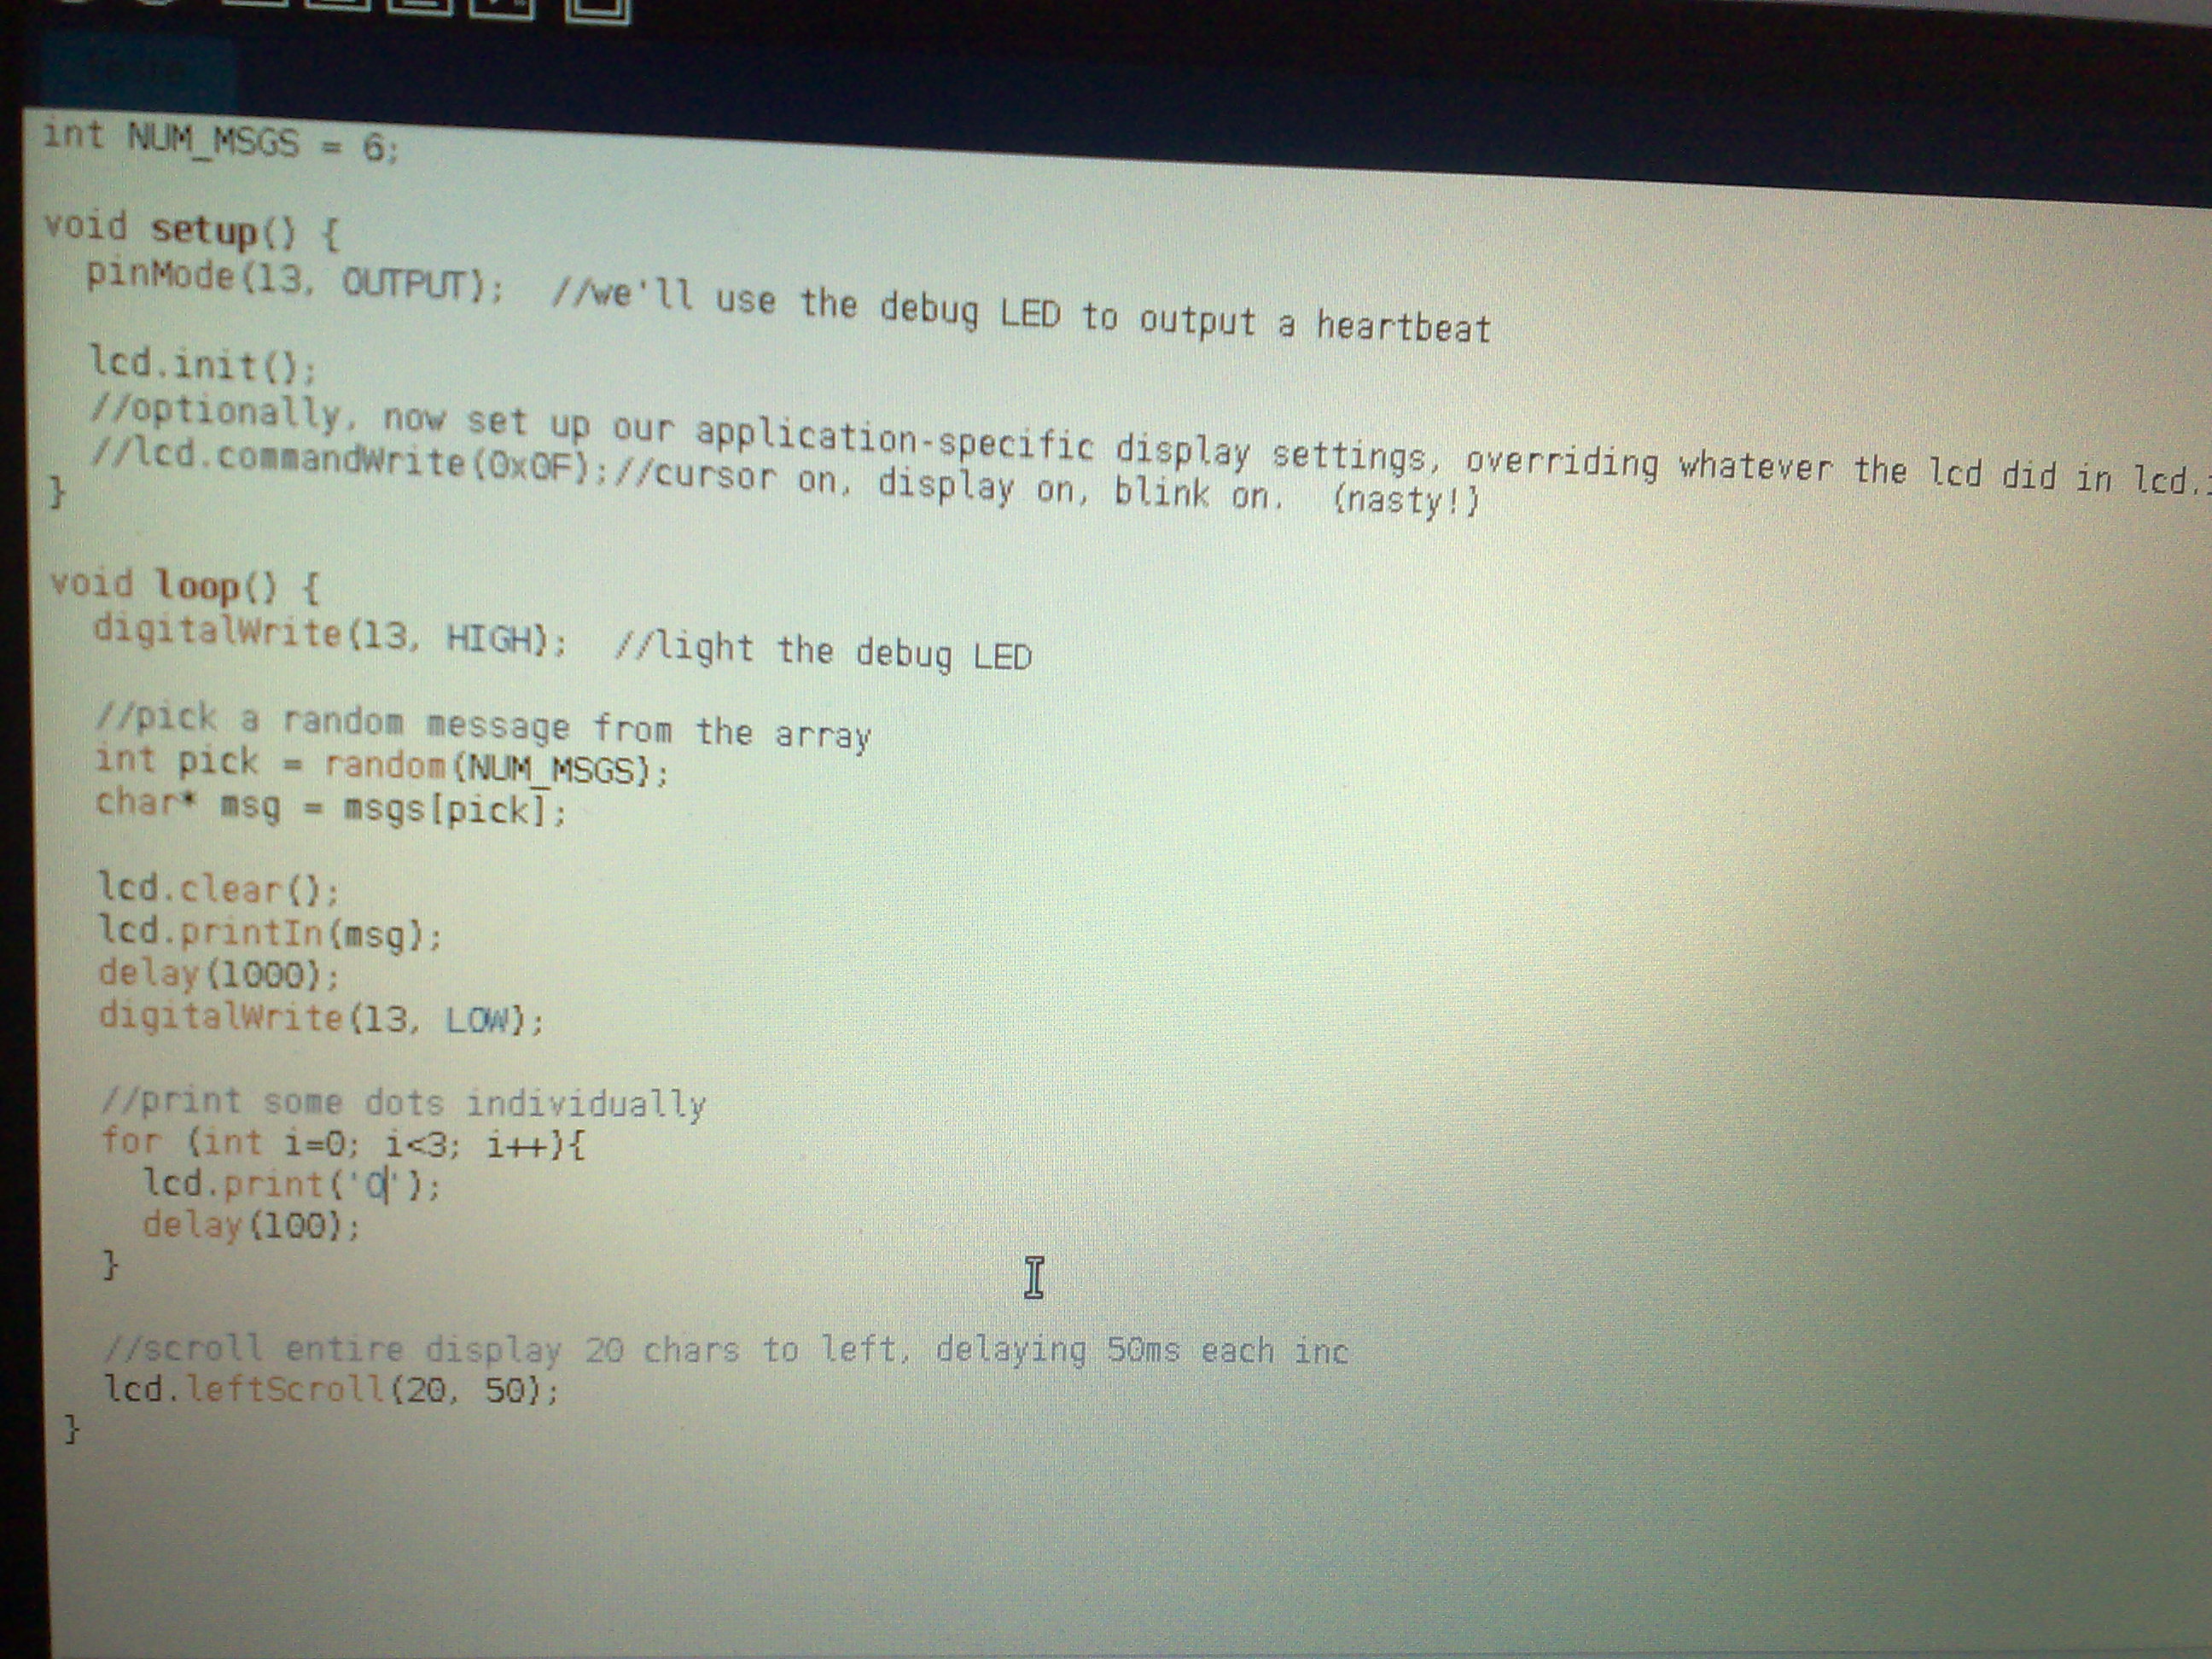 int NUM_MSGS = 6;
void setup() {
pinMode(13, OUTPUT); //we'll use the debug LED to output a heartbeat
lcd.init();
//optionally, now set up our application-specific display settings, overriding whatever the lcd did in lcd.
//lcd.commandWrite(0x0F);//cursor on, display on, blink on. (nasty!)
}
void loop() {
digitalWrite(13, HIGH); //light the debug LED
//pick a random message from the array
int pick = random(NUM_MSGS);
char* msg = msgs[pick];
lcd.clear();
lcd.printIn(msg);
delay(1000);
digitalWrite(13, LOW);
//print some dots individually
for (int i=0; i<3; i++){
lcd.print('O');
delay(100);
}
//scroll entire display 20 chars to left, delaying 50ms each inc
lcd.leftScroll(20, 50);
}